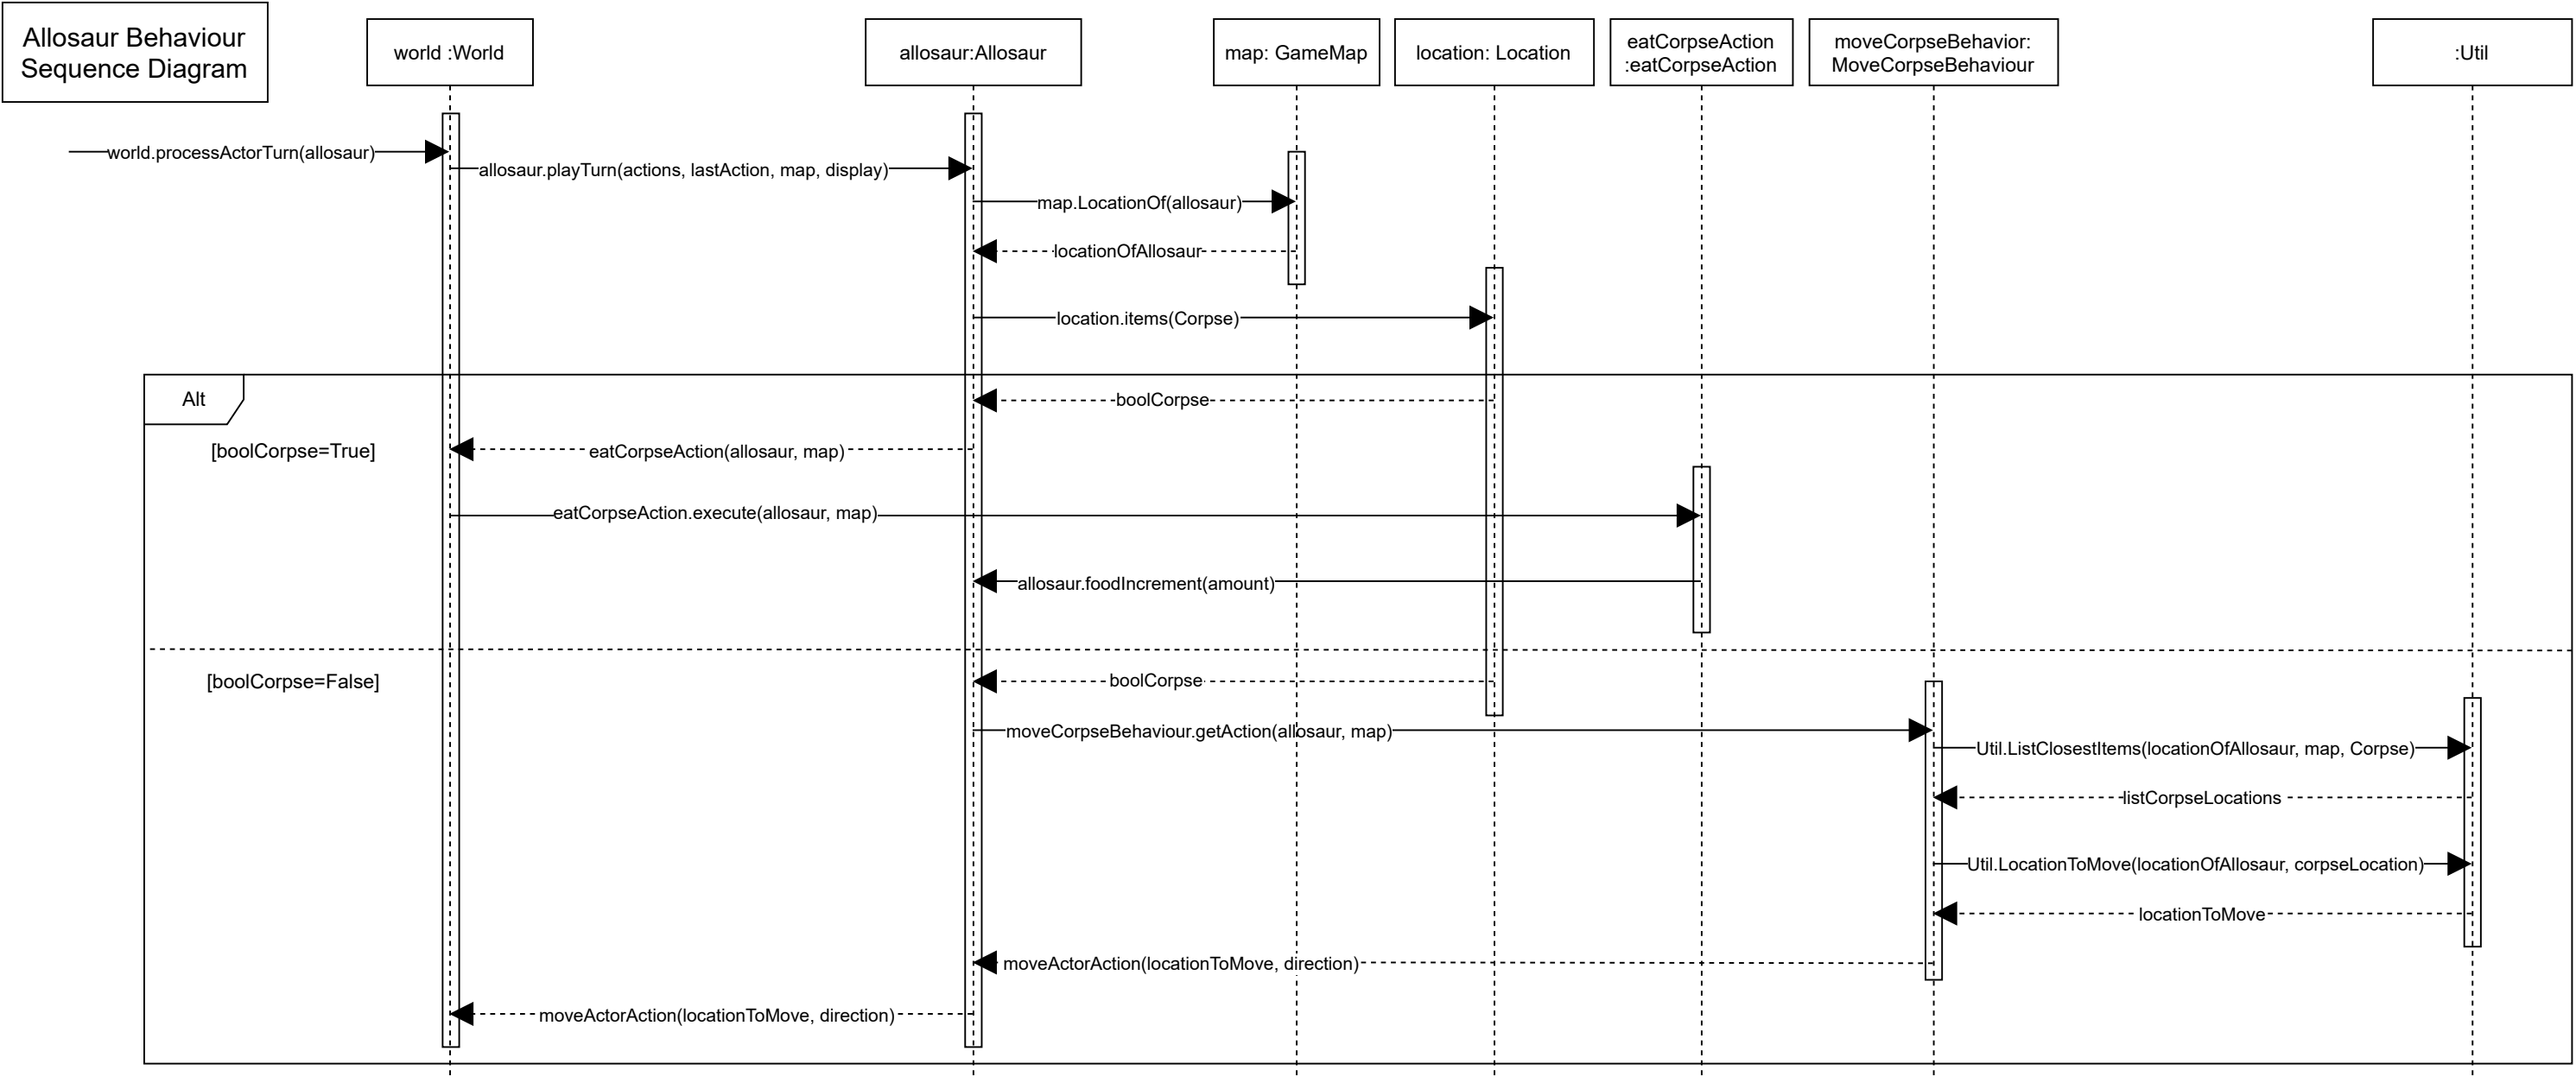 Allosaur Behaviour
Sequence Diagram
world :World
allosaur:Allosaur
map: GameMap
location: Location
eatCorpseAction
:eatCorpseAction
moveCorpseBehavior:
MoveCorpseBehaviour
:Util
world.processActorTurn(allosaur)
allosaur.playTurn(actions, lastAction, map, display)
map.LocationOf(allosaur)
locationOfAllosaur
location.items(Corpse)
Alt
boolCorpse
[boolCorpse=True]
eatCorpseAction(allosaur, map)
eatCorpseAction.execute(allosaur, map)
allosaur.foodIncrement(amount)
[boolCorpse=False]
boolCorpse
moveCorpseBehaviour.getAction(allosaur, map)
Util.ListClosestItems(locationOfAllosaur, map, Corpse)
listCorpseLocations
Util.LocationToMove(locationOfAllosaur, corpseLocation)
locationToMove
moveActorAction(locationToMove, direction)
moveActorAction(locationToMove, direction)